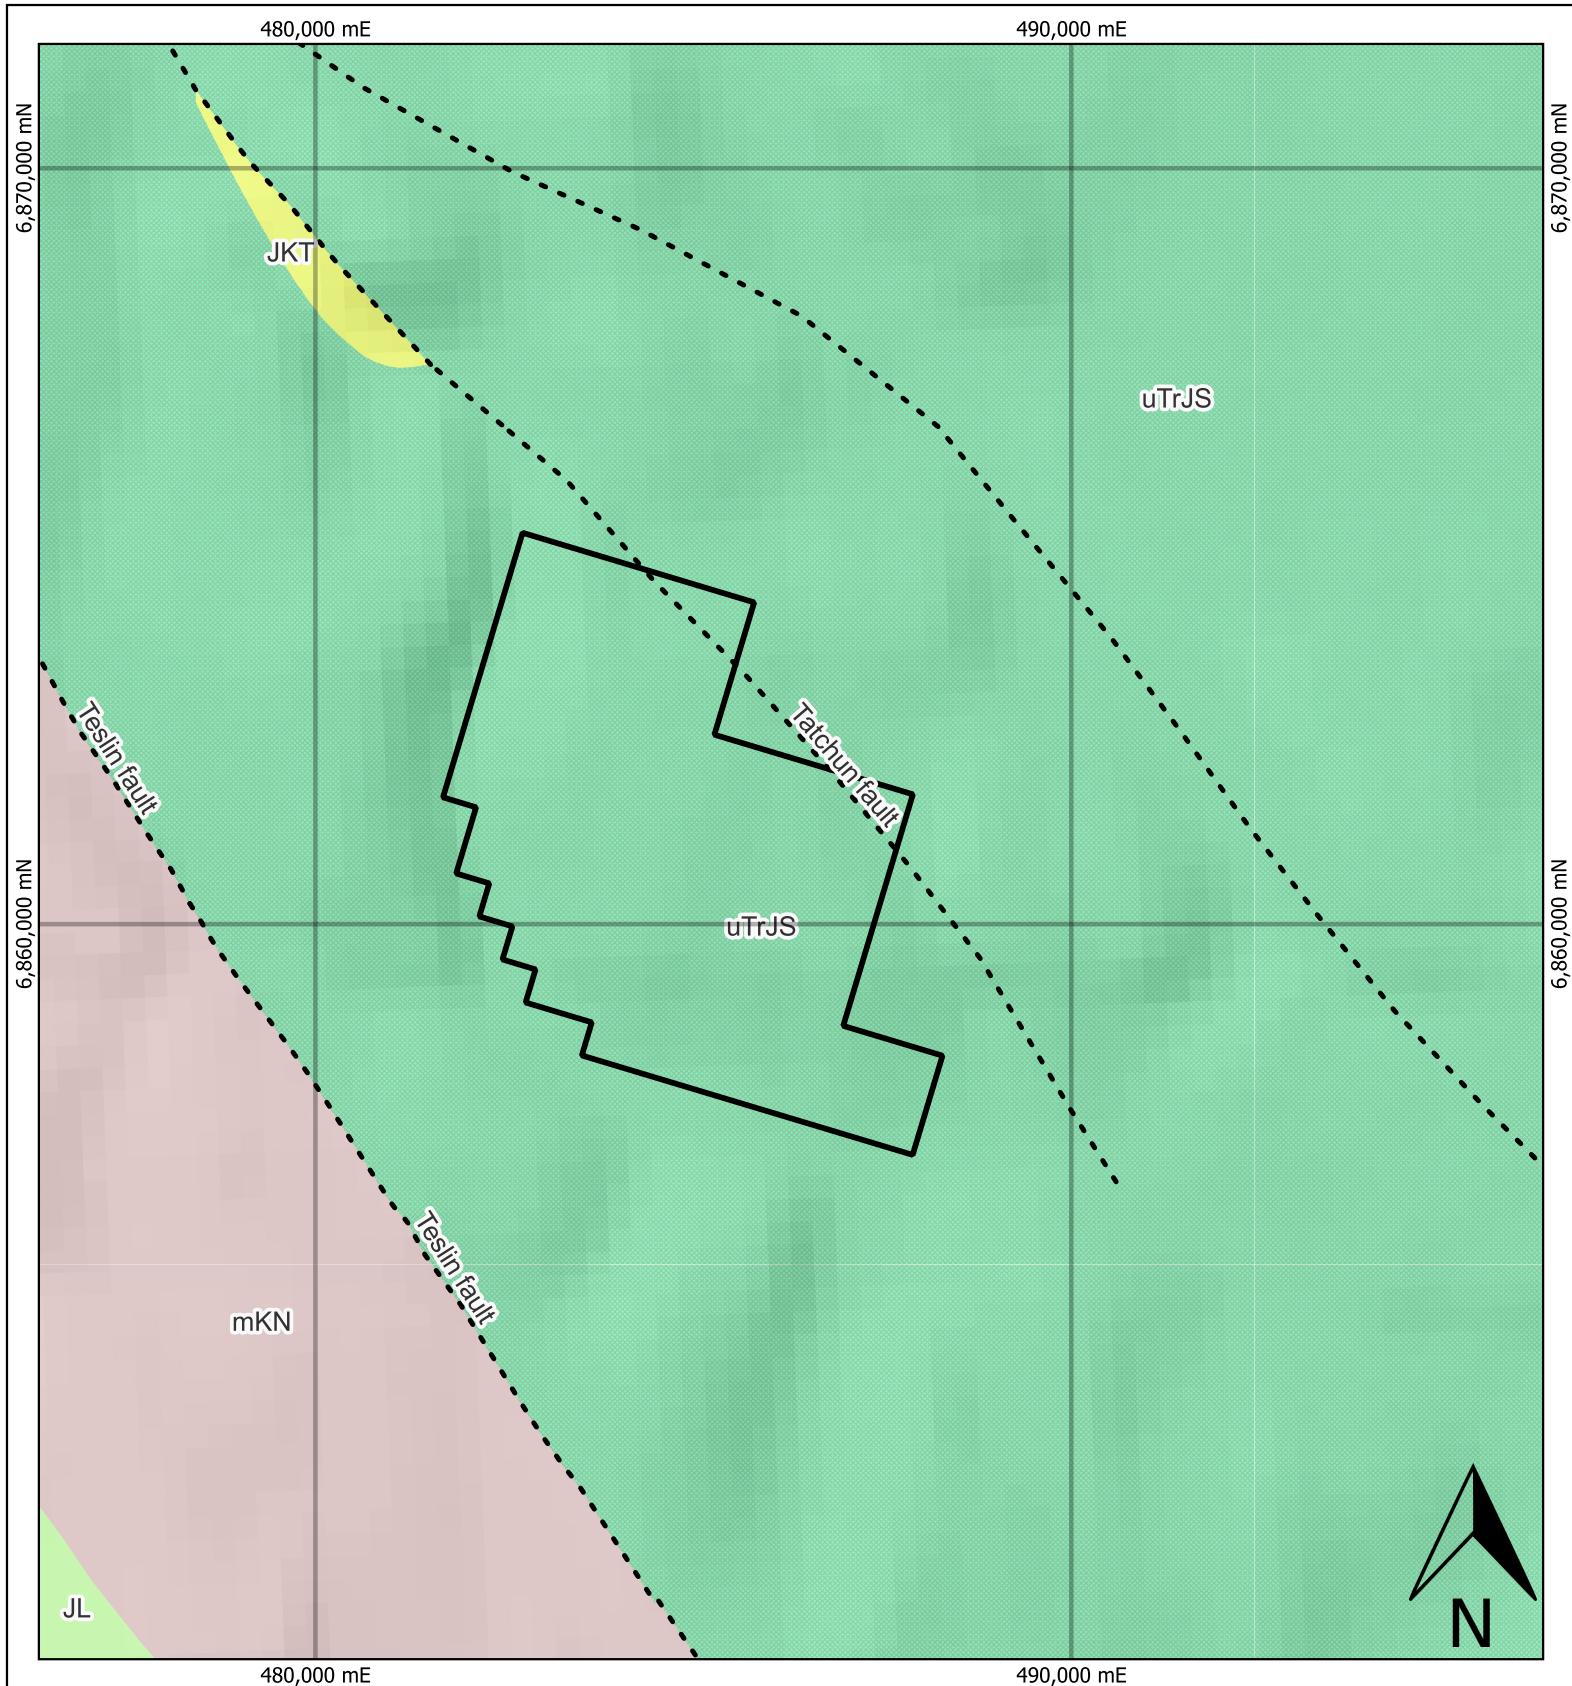 480,000 mE
490,000 mE
6,870,000 mN
6,870,000 mN
JKT
uTrJS
Teslin fault
Tatchun fault
6,860,000 mN
6,860,000 mN
uTrJS
Teslin fault
mKN
JL
N
480,000 mE
490,000 mE